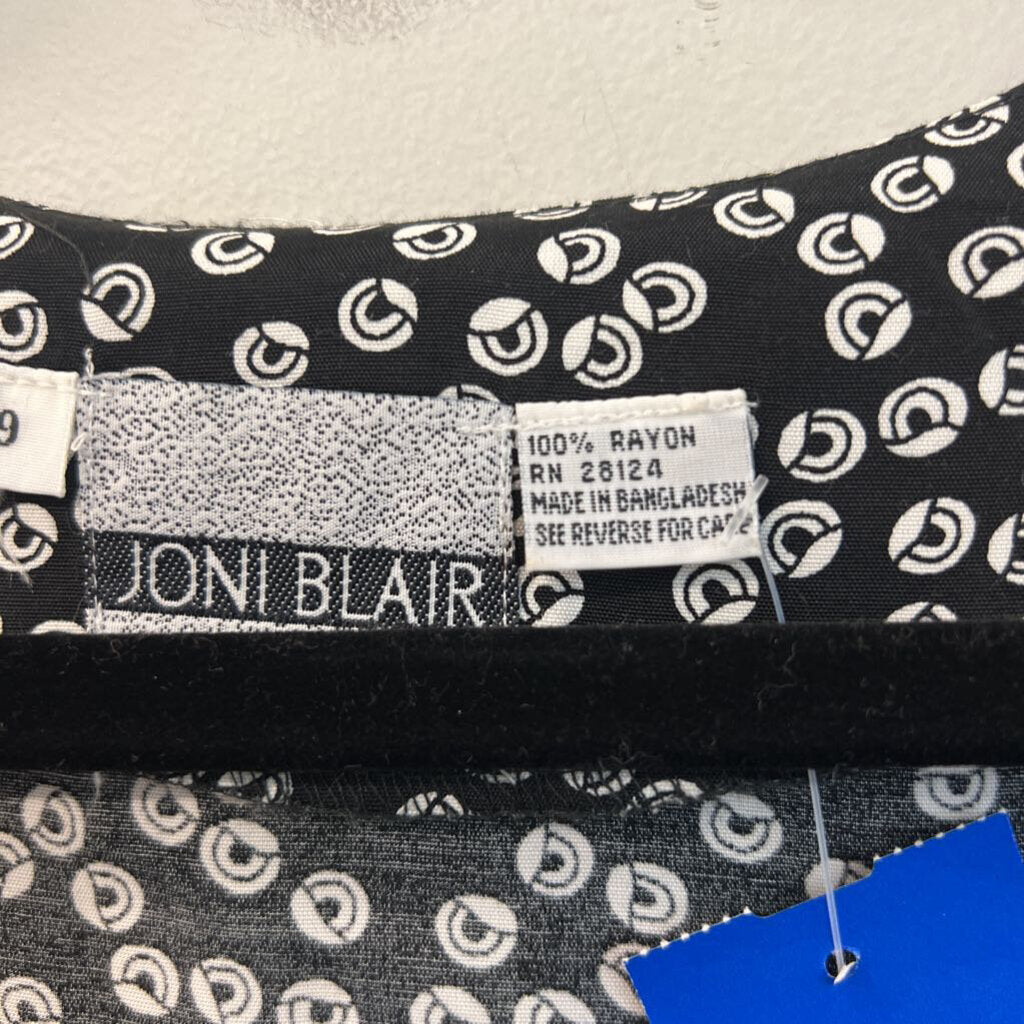 9
JONI BLAIR
100% RAYON
RN 28124
MADE IN BANGLADESH
SEE REVERSE FOR CARE